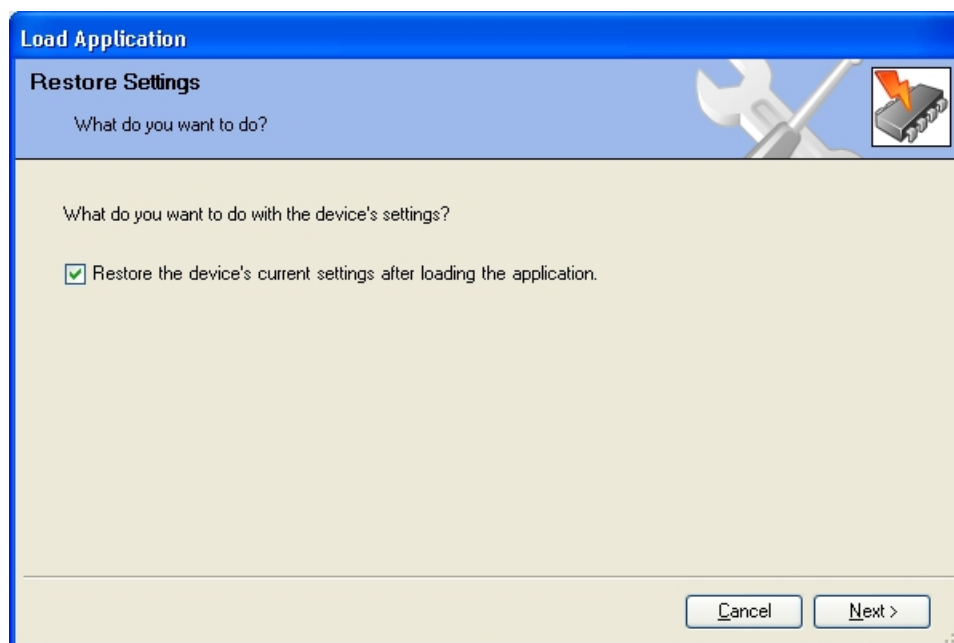 Load Application
Restore Settings
What do you want to do?
What do you want to do with the device's settings?
Restore the device's current settings after loading the application.
Cancel Next >